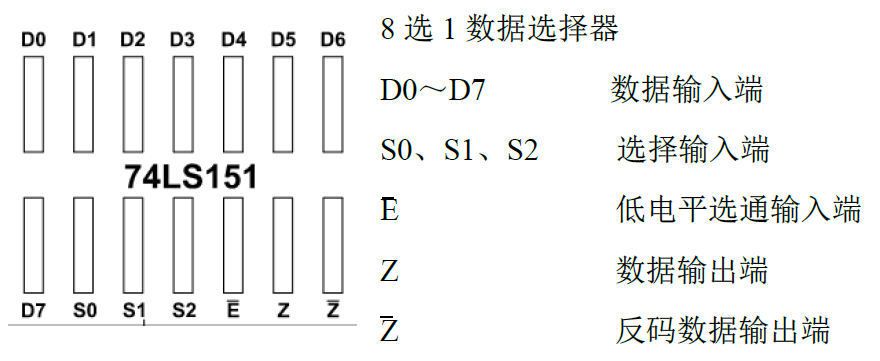 D0 D1 D2 D3 D4 D5 D6
74LS151
D7 S0 S1 S2 E̅ Z Z̅
8选1数据选择器
D0～D7 数据输入端
S0、S1、S2 选择输入端
E̅ 低电平选通输入端
Z 数据输出端
Z̅ 反码数据输出端